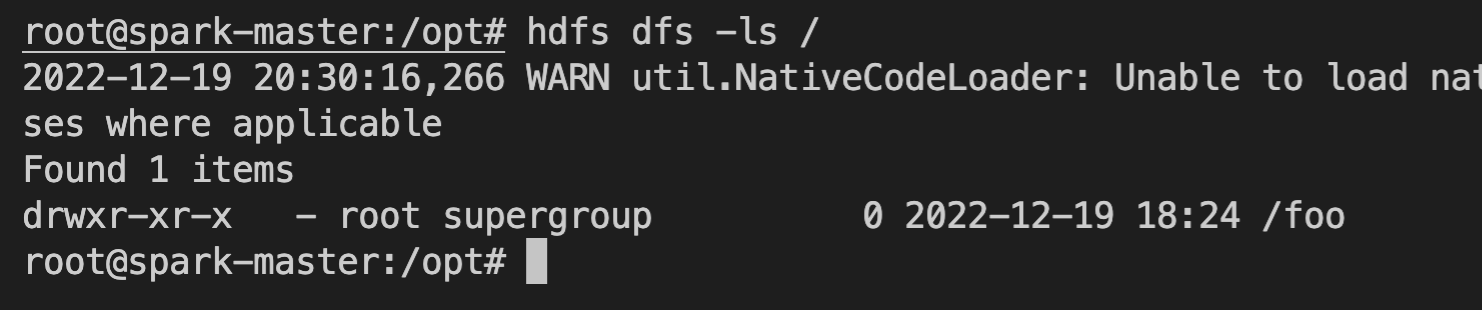 root@spark-master:/opt# hdfs dfs -ls /
2022-12-19 20:30:16,266 WARN util.NativeCodeLoader: Unable to load nat
ses where applicable
Found 1 items
drwxr-xr-x   - root supergroup          0 2022-12-19 18:24 /foo
root@spark-master:/opt#